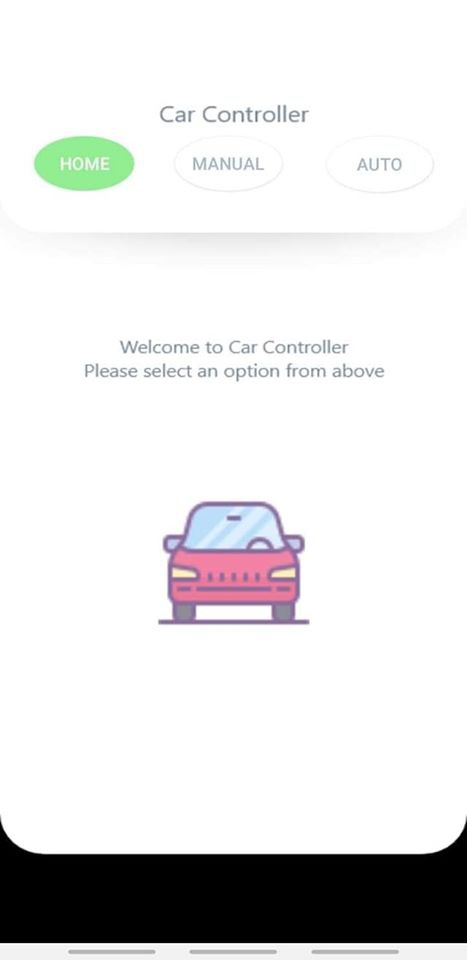 Car Controller
HOME MANUAL AUTO
Welcome to Car Controller
Please select an option from above